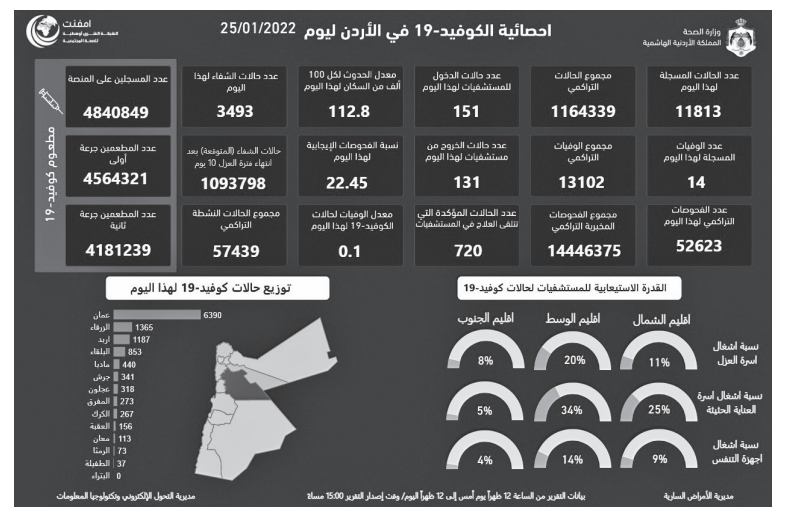 وزارة الصحة
المملكة الأردنية الهاشمية
احصائية الكوفيد-19 في الأردن ليوم 25/01/2022
امفنت
عدد الحالات المسجلة
لهذا اليوم
11813
مجموع الحالات
التراكمي
1164339
عدد حالات الدخول
للمستشفيات لهذا اليوم
151
معدل الحدوث لكل 100
ألف من السكان لهذا اليوم
112.8
عدد حالات الشفاء لهذا
اليوم
3493
عدد المسجلين على المنصة
4840849
عدد الوفيات
المسجلة لهذا اليوم
14
مجموع الوفيات
التراكمي
13102
عدد حالات الخروج من
مستشفيات لهذا اليوم
131
نسبة الفحوصات الإيجابية
لهذا اليوم
22.45
حالات الشفاء (المتوقعة) بعد
انتهاء فترة العزل 10 يوم
1093798
عدد المطعمين جرعة
أولى
4564321
عدد الفحوصات
التراكمي لهذا اليوم
52623
مجموع الفحوصات
المخبرية التراكمي
14446375
عدد الحالات المؤكدة التي
تتلقى العلاج في المستشفيات
720
معدل الوفيات لحالات
الكوفيد-19 لهذا اليوم
0.1
مجموع الحالات النشطة
التراكمي
57439
عدد المطعمين جرعة
ثانية
4181239
مطعوم كوفيد-19
القدرة الاستيعابية للمستشفيات لحالات كوفيد-19
اقليم الشمال
اقليم الوسط
اقليم الجنوب
نسبة اشغال
اسرة العزل
11%
20%
8%
نسبة اشغال اسرة
العناية الحثيثة
25%
34%
5%
نسبة اشغال
اجهزة التنفس
9%
14%
4%
توزيع حالات كوفيد-19 لهذا اليوم
عمان 6390
الزرقاء 1365
اربد 1187
البلقاء 853
مادبا 440
جرش 341
عجلون 318
المفرق 273
الكرك 267
العقبة 156
معان 113
الرمثا 73
الطفيلة 37
البتراء 0
مديرية الأمراض السارية
بيانات التقرير من الساعة 12 ظهراً يوم أمس إلى 12 ظهراً اليوم/ وقت إصدار التقرير 15:00 مساءً
مديرية التحول الإلكتروني وتكنولوجيا المعلومات